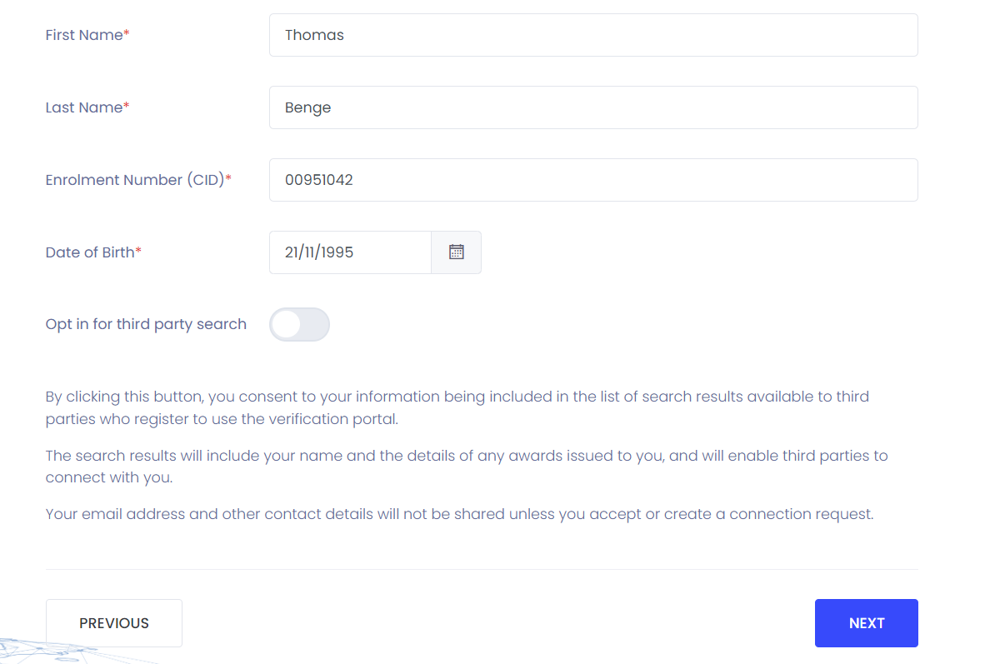 First Name* Thomas
Last Name* Benge
Enrolment Number (CID)* 00951042
Date of Birth* 21/11/1995
Opt in for third party search
By clicking this button, you consent to your information being included in the list of search results available to third
parties who register to use the verification portal.
The search results will include your name and the details of any awards issued to you, and will enable third parties to
connect with you.
Your email address and other contact details will not be shared unless you accept or create a connection request.
PREVIOUS NEXT